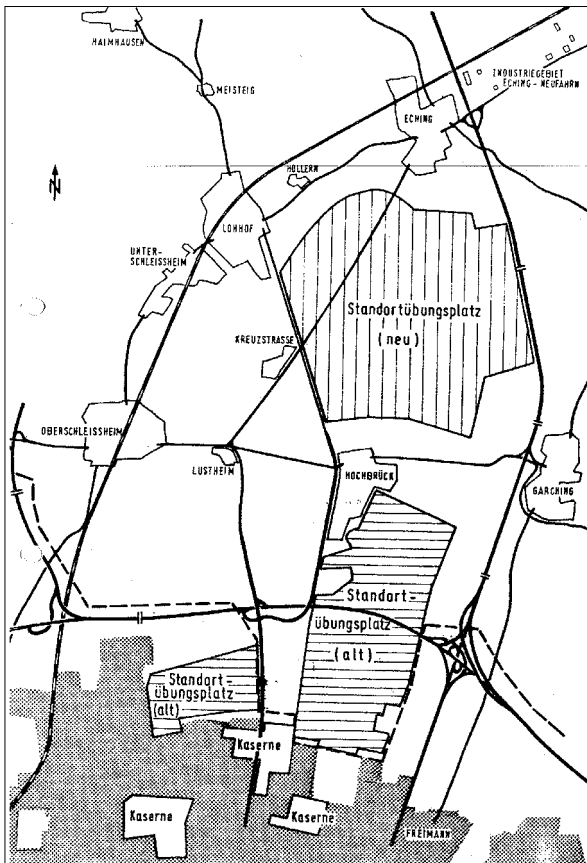 HAIMHAUSEN
MEISTEIG
INDUSTRIEGEBIET
ECHING - NEUFAHRN
ECHING
HOLLERN
N
LOHHOF
UNTER-
SCHLEISSHEIM
Standortübungsplatz
(neu)
KREUZSTRASSE
OBERSCHLEISSHEIM
LUSTHEIM
HOCHBRÜCK
GARCHING
Standort-
übungsplatz
(alt)
Standort-
übungsplatz
(alt)
Kaserne
Kaserne
Kaserne
FREIMANN